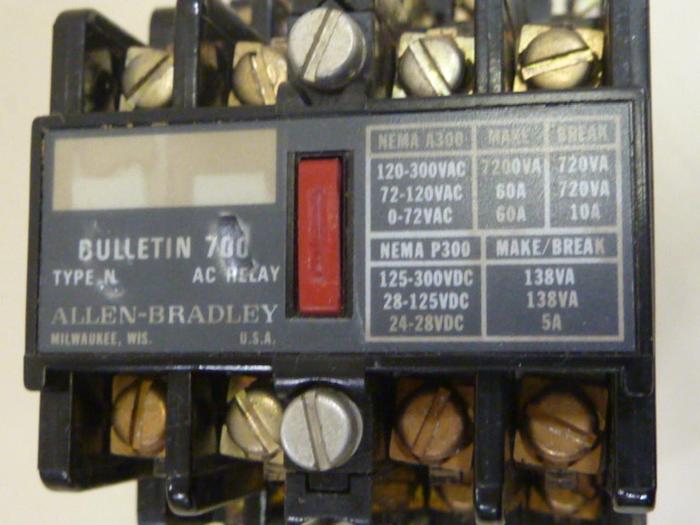 BULLETIN 700
TYPE N AC RELAY
ALLEN-BRADLEY
MILWAUKEE, WIS. U.S.A.
NEMA A300 MAKE BREAK
120-300VAC 7200VA 720VA
72-120VAC 60A 720VA
0-72VAC 60A 10A
NEMA P300 MAKE/BREAK
125-300VDC 138VA
28-125VDC 138VA
24-28VDC 5A